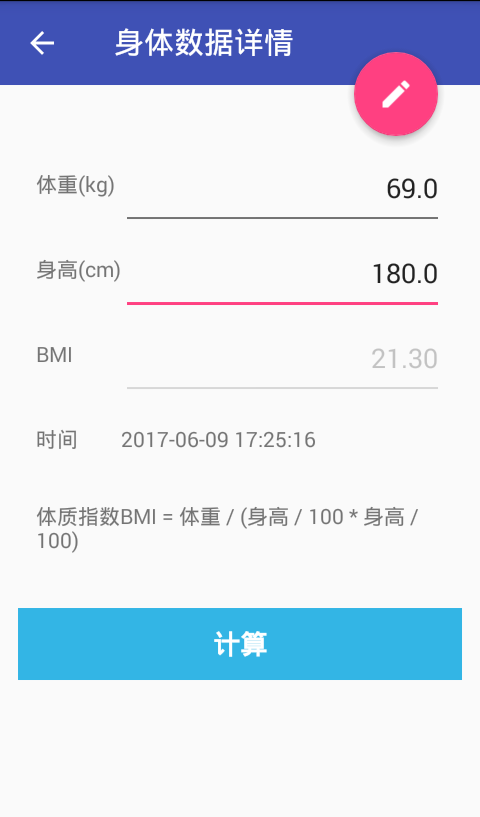 身体数据详情
体重(kg) 69.0
身高(cm) 180.0
BMI 21.30
时间 2017-06-09 17:25:16
体质指数BMI = 体重 / (身高 / 100 * 身高 /
100)
计算